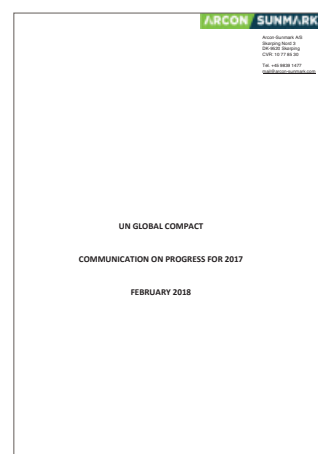 ARCON SUNMARK
Arcon-Sunmark A/S
Skørping Nord 3
DK-9520 Skørping
CVR: 10 77 85 30
Tel. +45 9839 1477
mail@arcon-sunmark.com
UN GLOBAL COMPACT
COMMUNICATION ON PROGRESS FOR 2017
FEBRUARY 2018